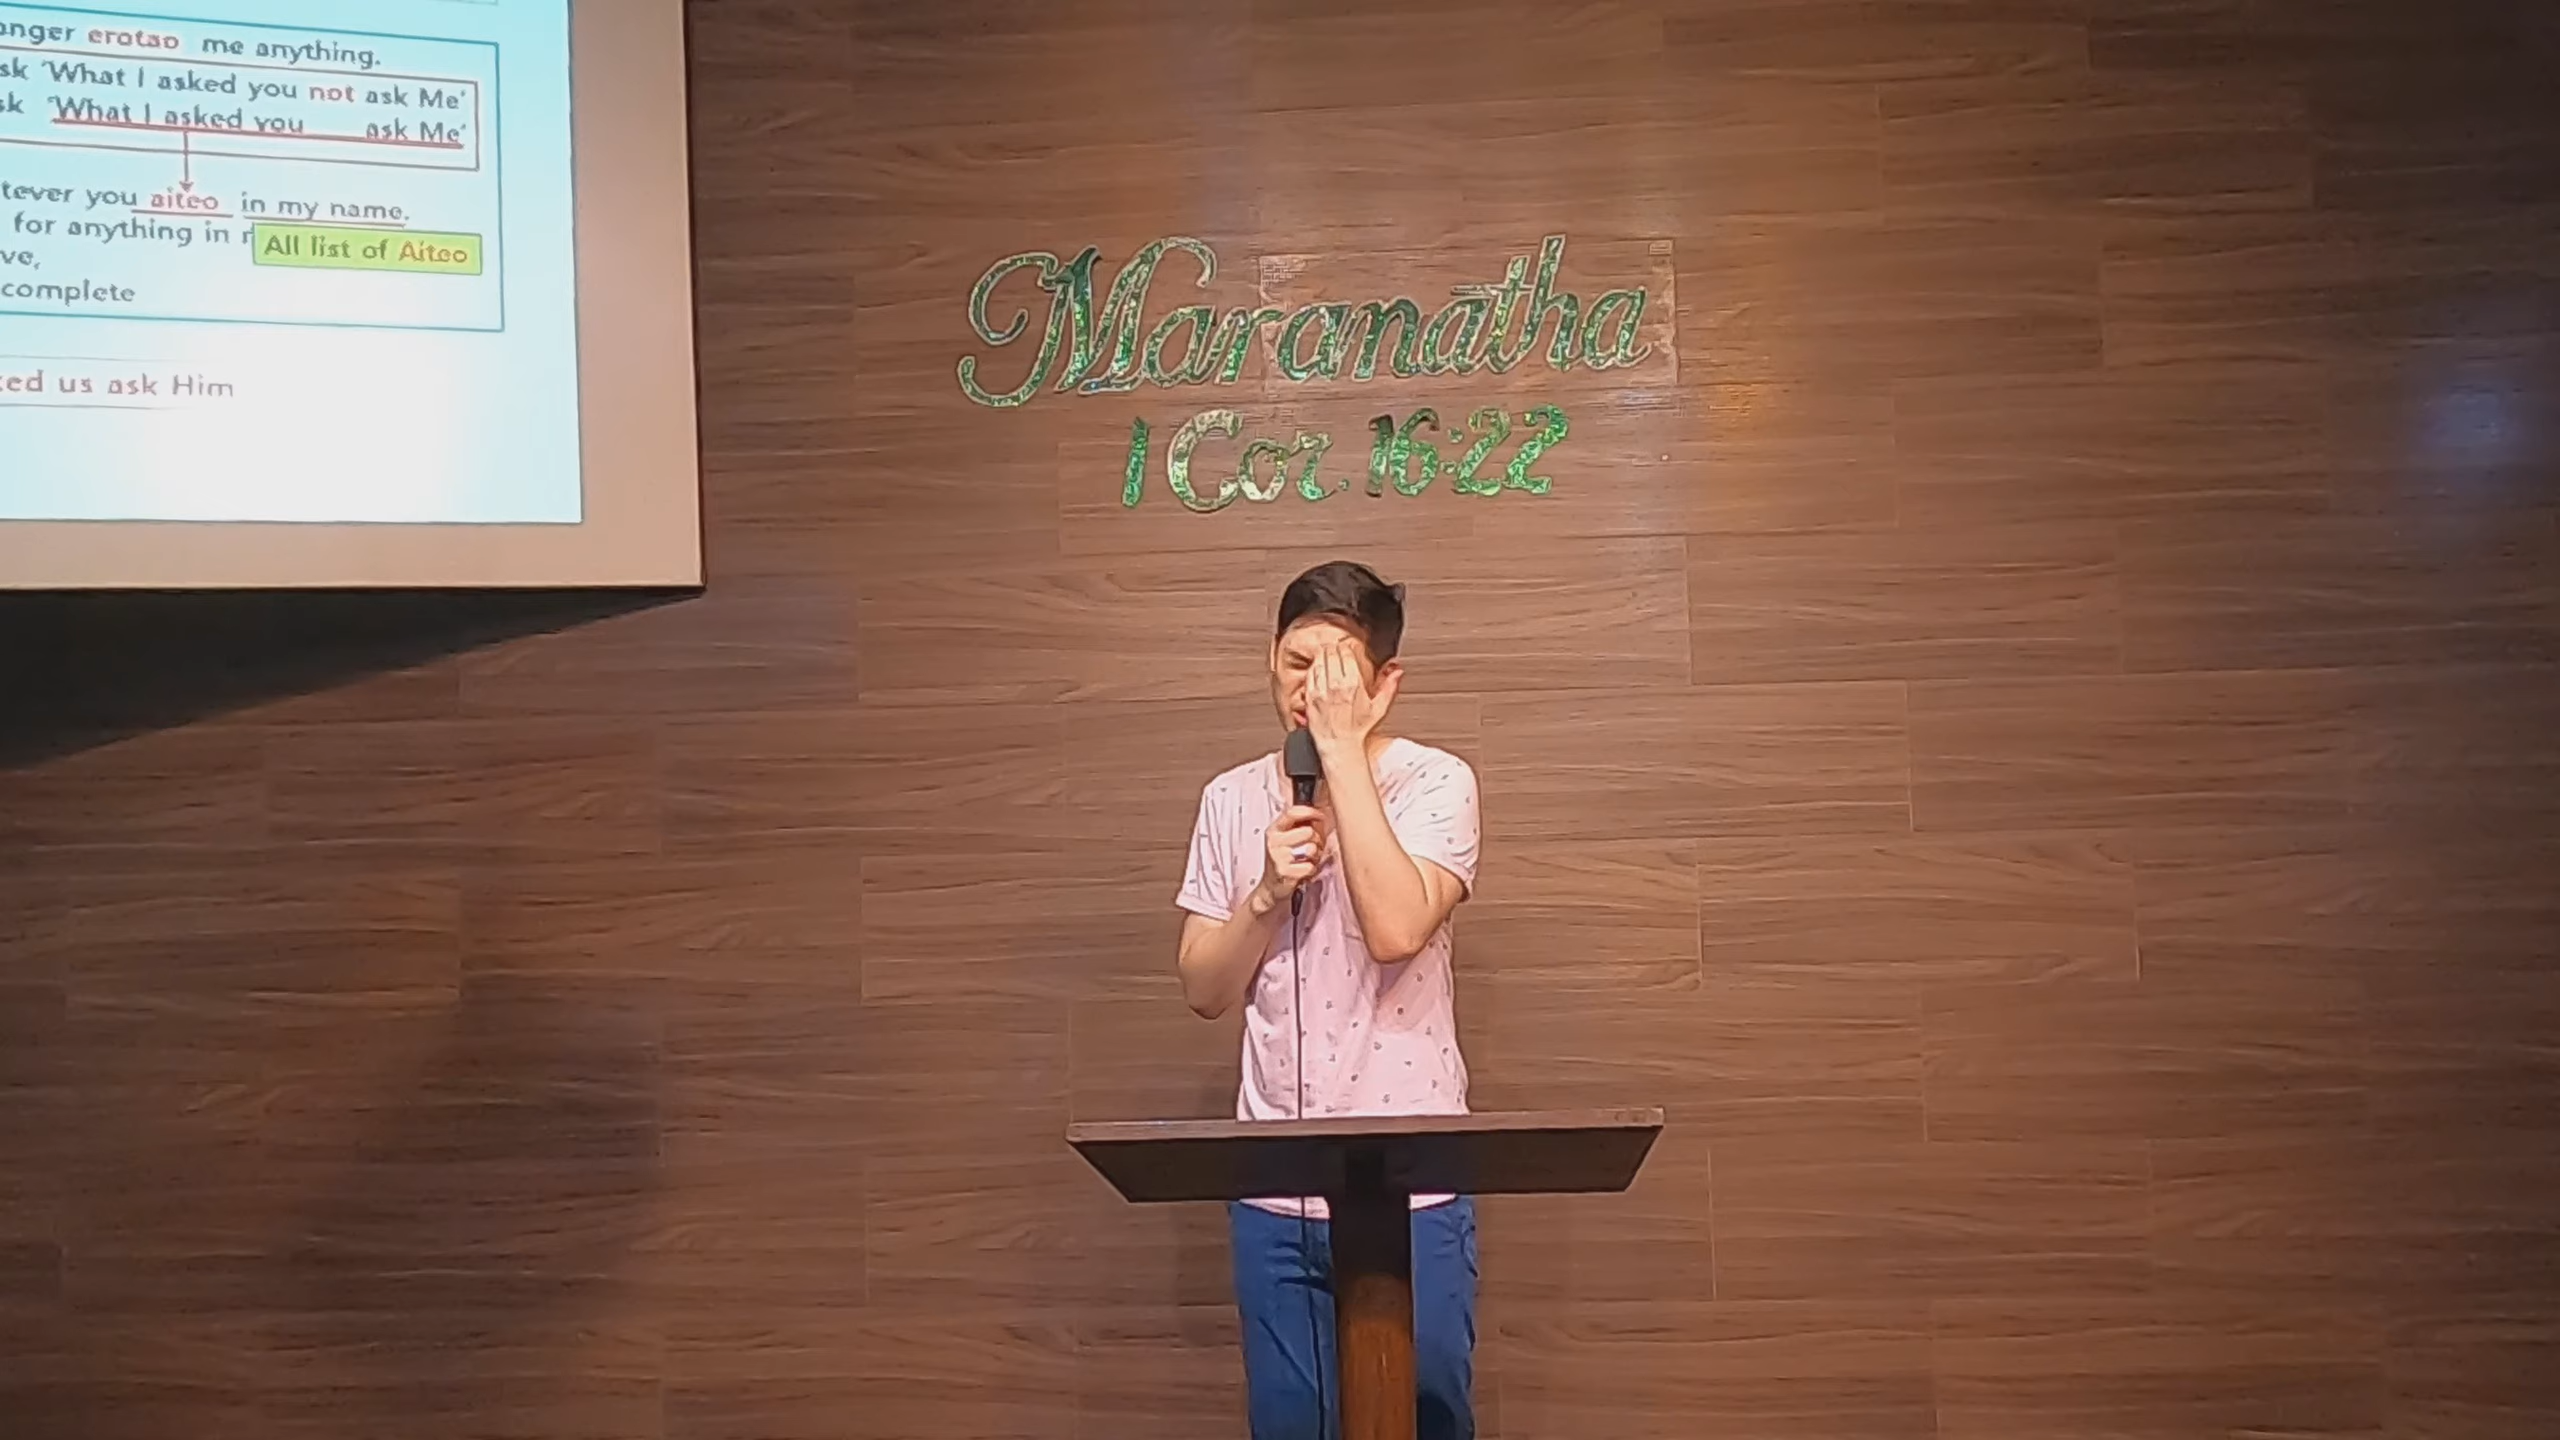 anger erotao me anything.
sk 'What I asked you not ask Me'
sk 'What I asked you ask Me'
tever you aiteo in my name.
for anything in r
All list of Aiteo
ve,
complete
ked us ask Him
Maranatha
1 Cor. 16:22